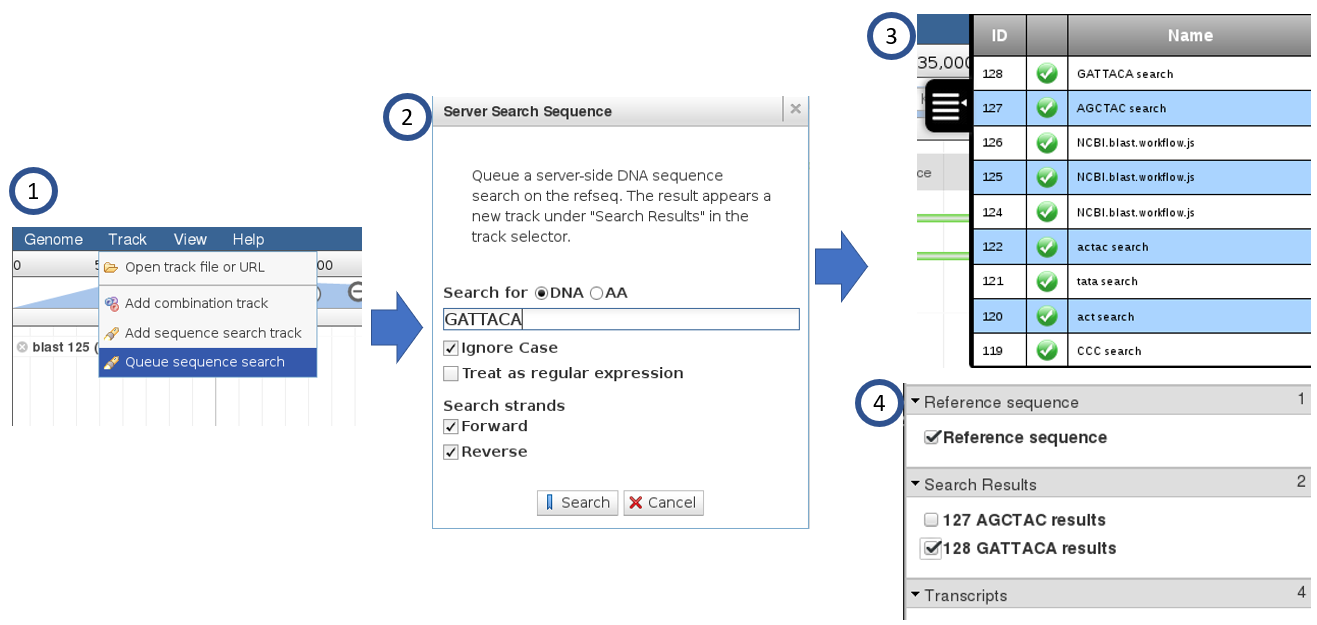 1
Genome Track View Help
0 5 00
Open track file or URL
Add combination track
Add sequence search track
blast 125 (
Queue sequence search
2
Server Search Sequence
Queue a server-side DNA sequence
search on the refseq. The result appears a
new track under "Search Results" in the
track selector.
Search for DNA AA
GATTACA
Ignore Case
Treat as regular expression
Search strands
Forward
Reverse
Search Cancel
3
35,000
ce
ID Name
128 GATTACA search
127 AGCTAC search
126 NCBI.blast.workflow.js
125 NCBI.blast.workflow.js
124 NCBI.blast.workflow.js
122 actac search
121 tata search
120 act search
119 CCC search
4
Reference sequence 1
Reference sequence
Search Results 2
127 AGCTAC results
128 GATTACA results
Transcripts 4